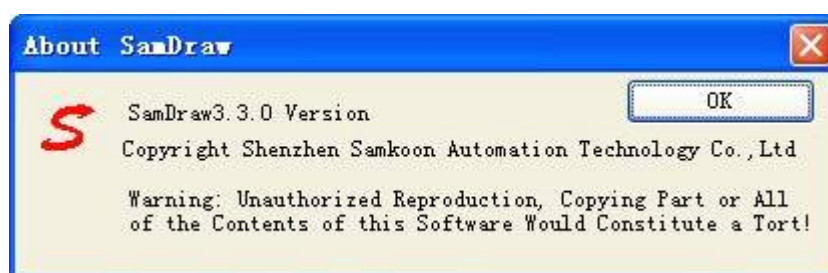 About SamDraw
OK
SamDraw3.3.0 Version
Copyright Shenzhen Samkoon Automation Technology Co.,Ltd
Warning: Unauthorized Reproduction, Copying Part or All
of the Contents of this Software Would Constitute a Tort!